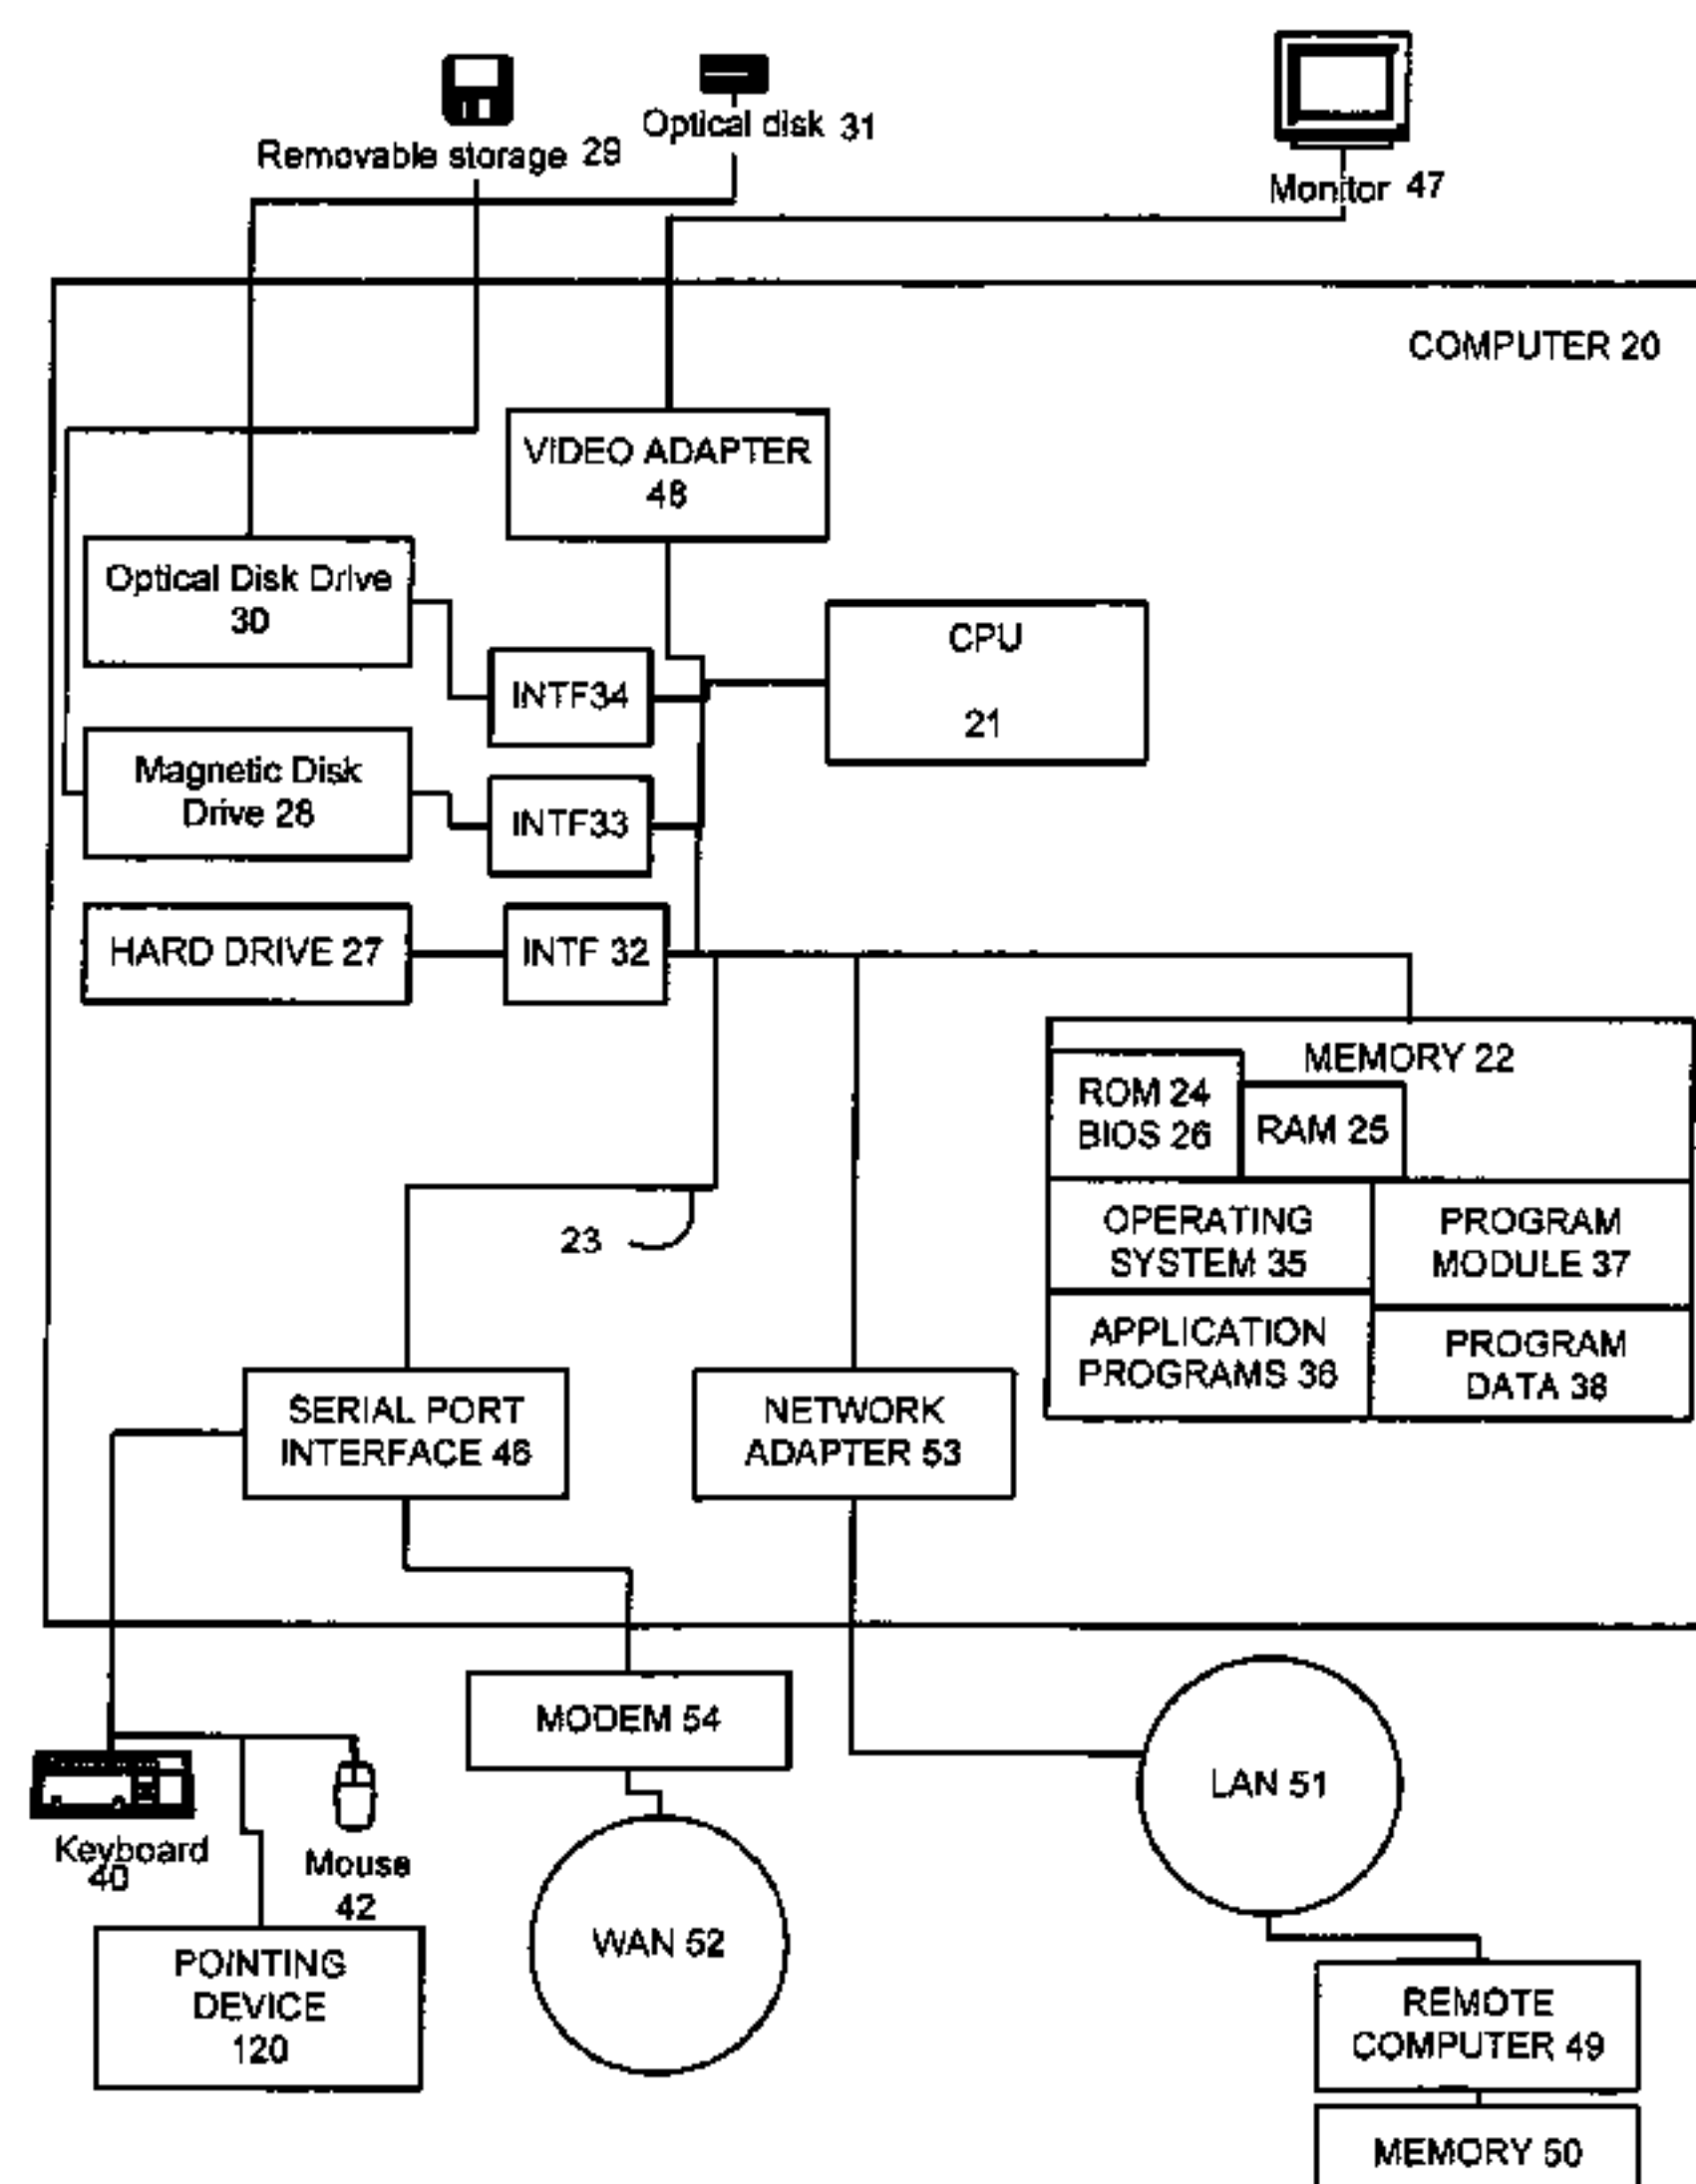 Optical disk 31
Removable storage 29
Monitor 47
COMPUTER 20
VIDEO ADAPTER
48
Optical Disk Drive
30
CPU
21
INTF34
Magnetic Disk
Drive 28
INTF33
HARD DRIVE 27
INTF 32
MEMORY 22
ROM 24
BIOS 26
RAM 25
OPERATING
SYSTEM 35
PROGRAM
MODULE 37
23
APPLICATION
PROGRAMS 36
PROGRAM
DATA 38
SERIAL PORT
INTERFACE 46
NETWORK
ADAPTER 53
MODEM 54
LAN 51
Keyboard
40
Mouse
42
WAN 52
POINTING
DEVICE
120
REMOTE
COMPUTER 49
MEMORY 50